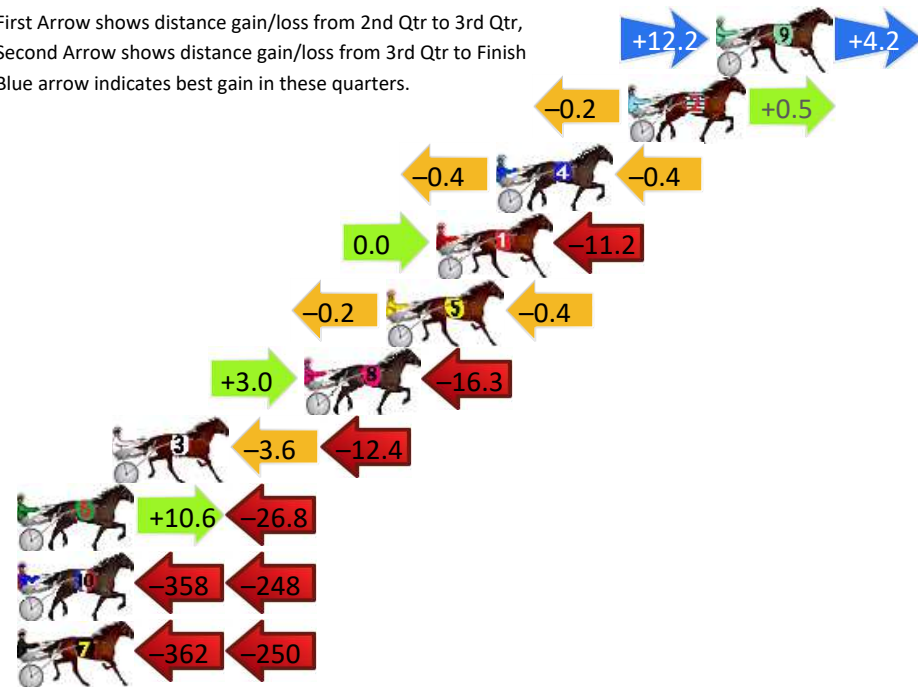 First Arrow shows distance gain/loss from 2nd Qtr to 3rd Qtr,
Second Arrow shows distance gain/loss from 3rd Qtr to Finish
Blue arrow indicates best gain in these quarters.
+12.2 9 +4.2
–0.2 2 +0.5
–0.4 4 –0.4
0.0 1 –11.2
–0.2 5 –0.4
+3.0 8 –16.3
3 –3.6 –12.4
6 +10.6 –26.8
10 –358 –248
7 –362 –250